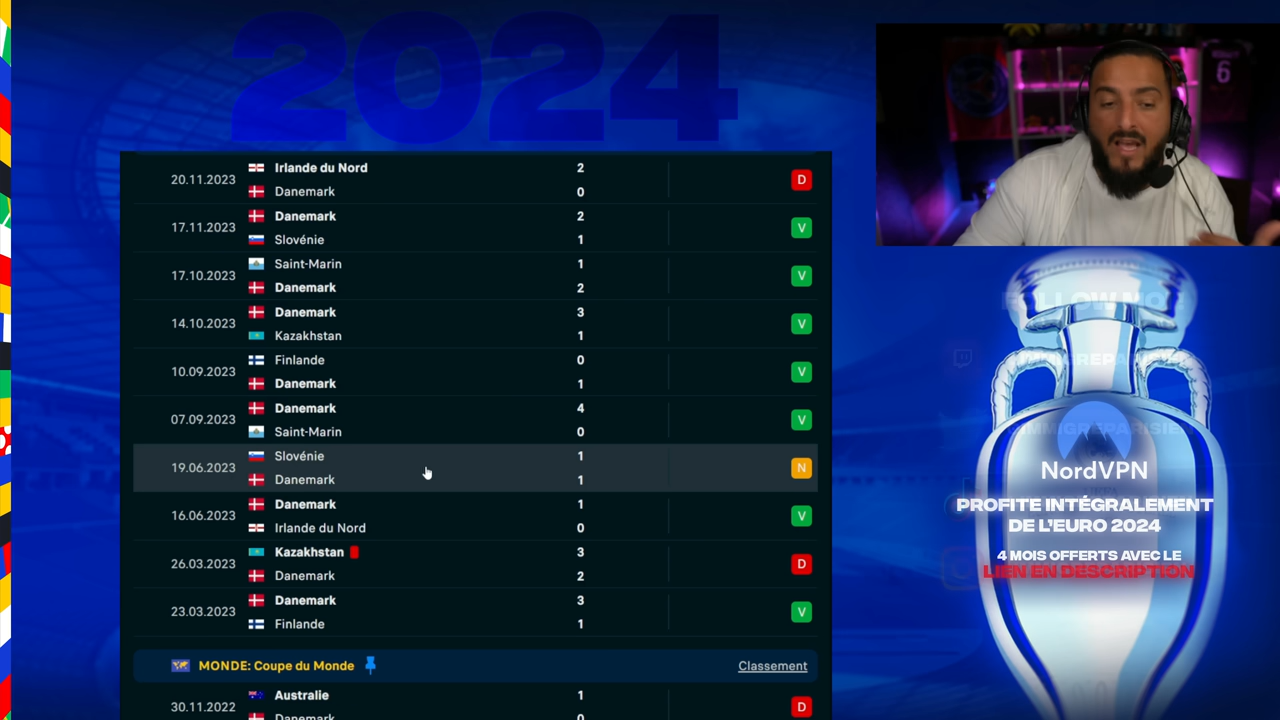 2024
20.11.2023 Irlande du Nord 2 D
Danemark 0
17.11.2023 Danemark 2 V
Slovénie 1
17.10.2023 Saint-Marin 1 V
Danemark 2
14.10.2023 Danemark 3 V
Kazakhstan 1
10.09.2023 Finlande 0 V
Danemark 1
07.09.2023 Danemark 4 V
Saint-Marin 0
19.06.2023 Slovénie 1 N
Danemark 1
16.06.2023 Danemark 1 V
Irlande du Nord 0
26.03.2023 Kazakhstan 3 D
Danemark 2
23.03.2023 Danemark 3 V
Finlande 1
MONDE: Coupe du Monde Classement
30.11.2022 Australie 1 D
Danemark 0
6
NordVPN
PROFITE INTÉGRALEMENT
DE L'EURO 2024
4 MOIS OFFERTS AVEC LE
LIEN EN DESCRIPTION